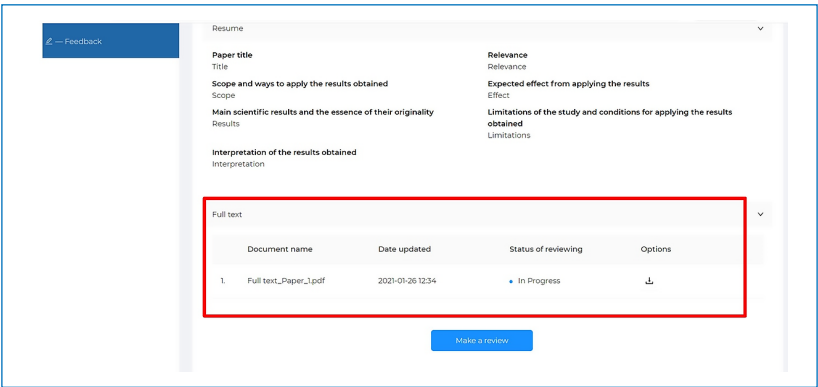 — Feedback
Resume
Paper title
Title
Relevance
Relevance
Scope and ways to apply the results obtained
Scope
Expected effect from applying the results
Effect
Main scientific results and the essence of their originality
Results
Limitations of the study and conditions for applying the results
obtained
Limitations
Interpretation of the results obtained
Interpretation
Full text
Document name Date updated Status of reviewing Options
1. Full text_Paper_1.pdf 2021-01-26 12:34 In Progress
Make a review